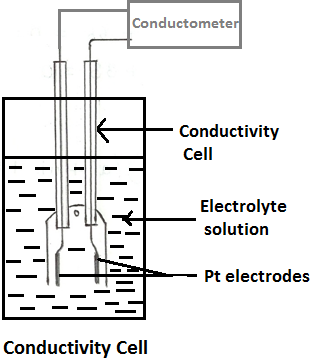 Conductometer
Conductivity
Cell
Electrolyte
solution
Pt electrodes
Conductivity Cell